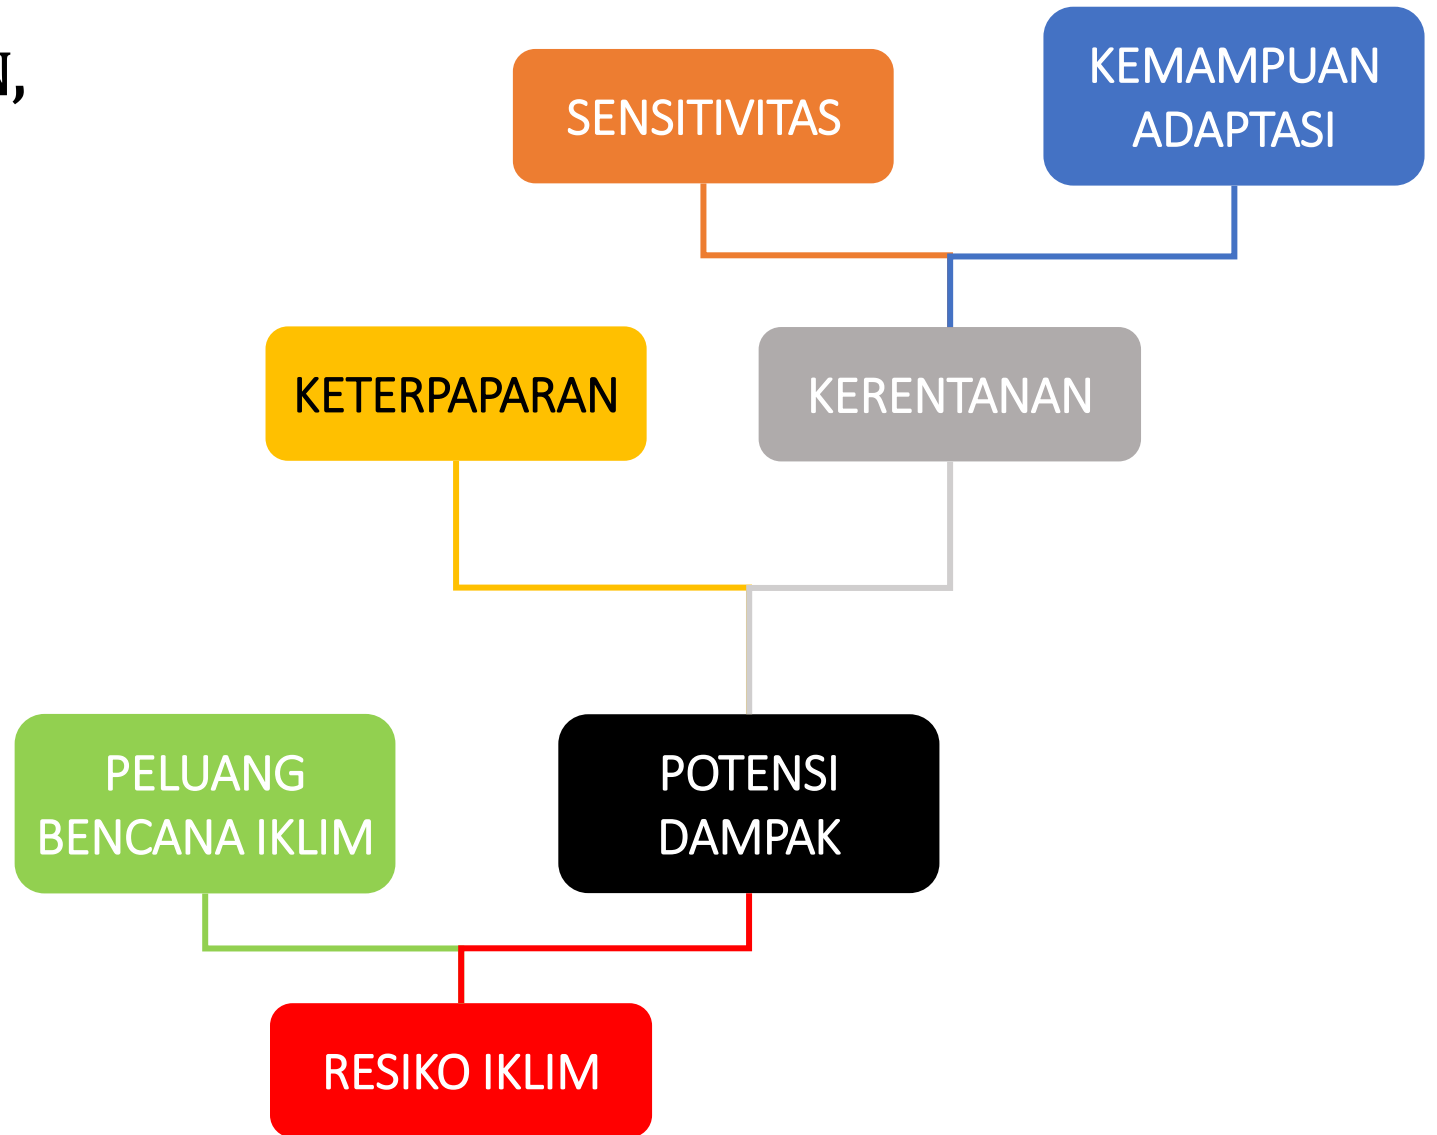 N,
SENSITIVITAS
KEMAMPUAN
ADAPTASI
KETERPAPARAN
KERENTANAN
PELUANG
BENCANA IKLIM
POTENSI
DAMPAK
RESIKO IKLIM